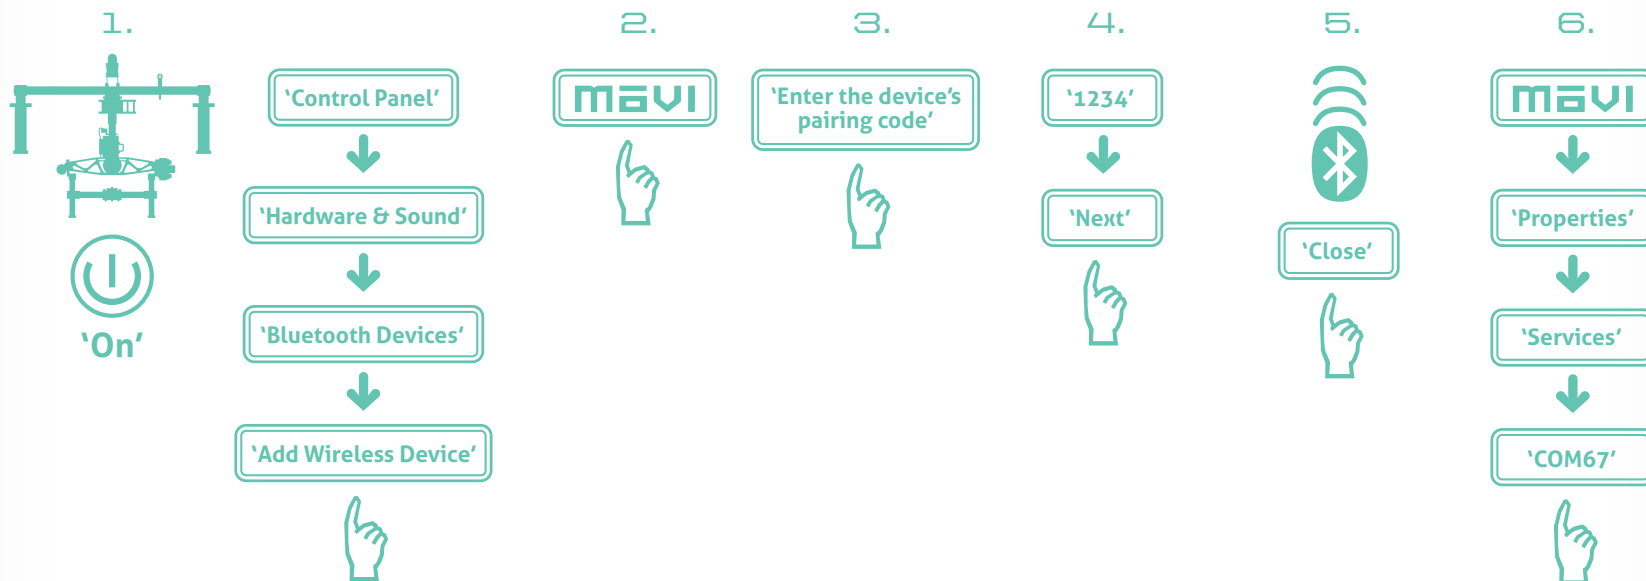 1.
'On'
'Control Panel'
'Hardware & Sound'
'Bluetooth Devices'
'Add Wireless Device'
2.
mōvi
3.
'Enter the device's
pairing code'
4.
'1234'
'Next'
5.
'Close'
6.
mōvi
'Properties'
'Services'
'COM67'